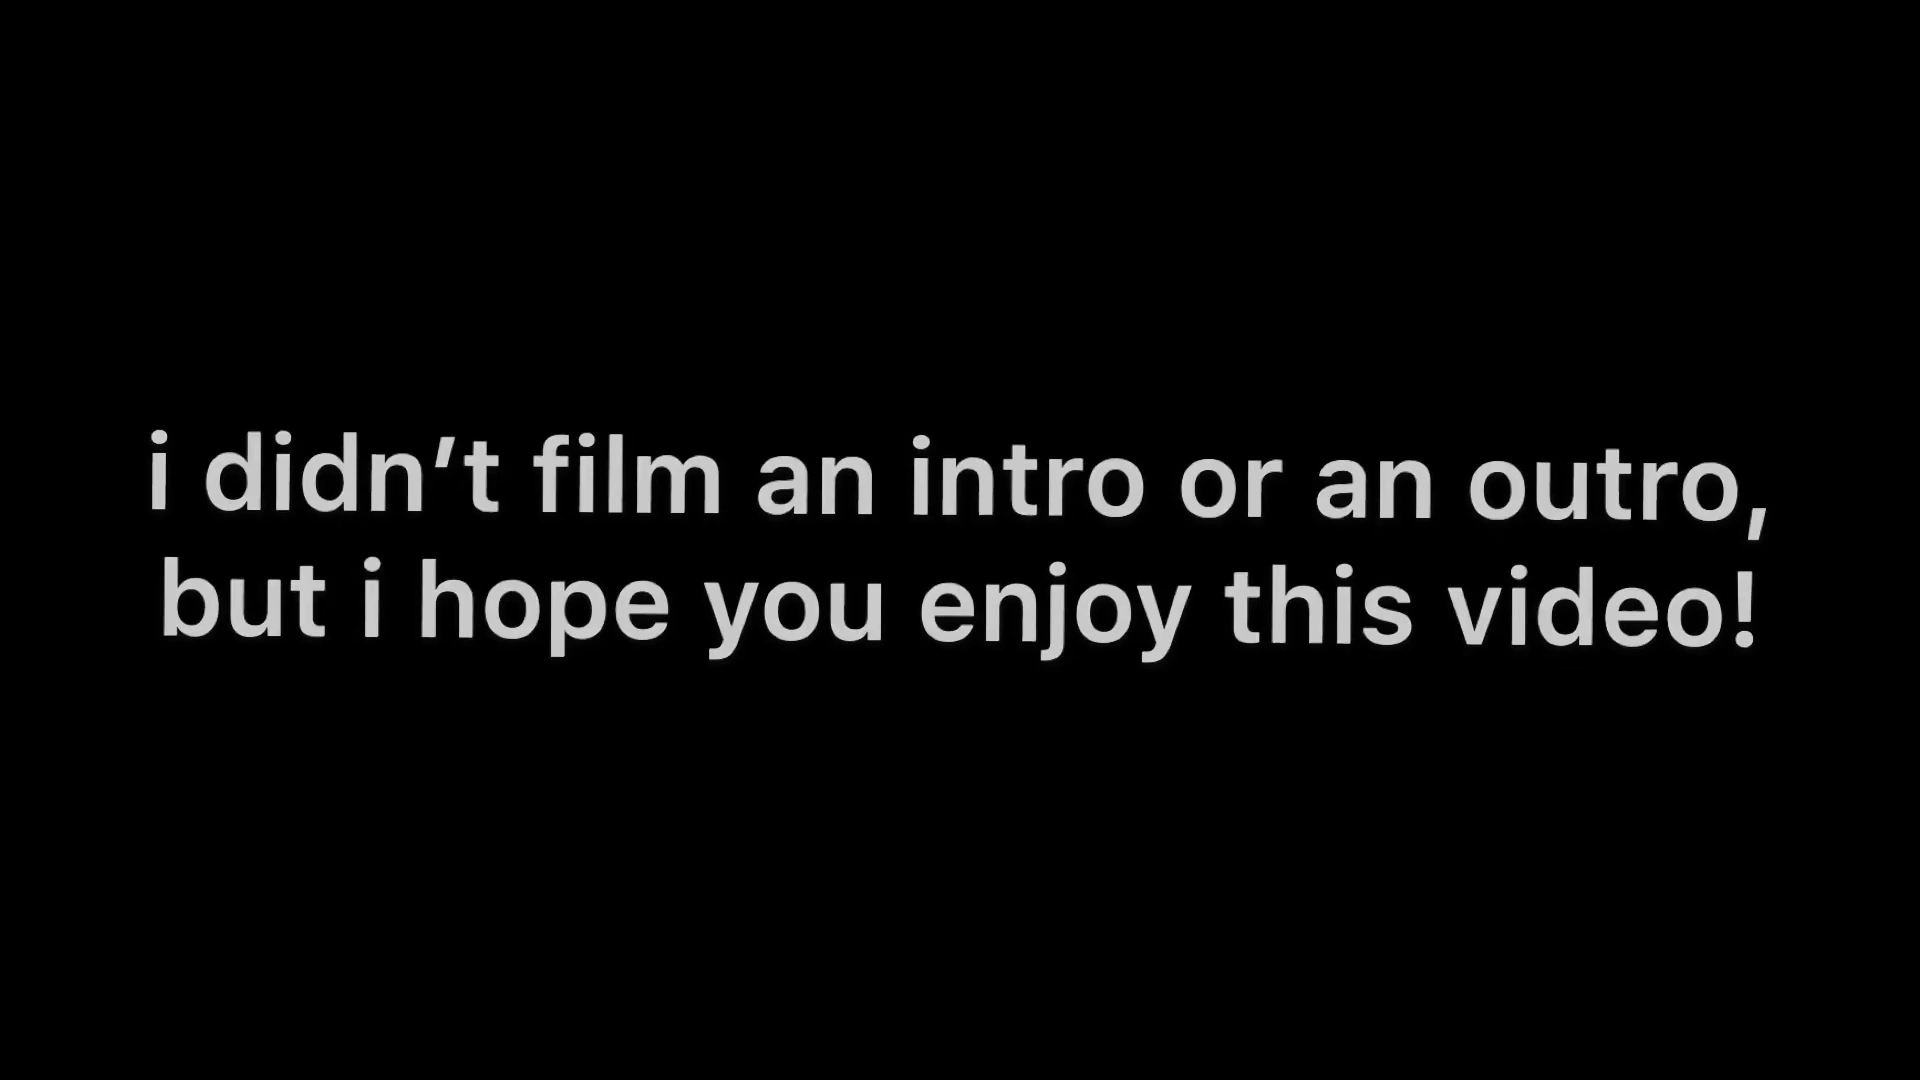 i didn’t film an intro or an outro,
but i hope you enjoy this video!